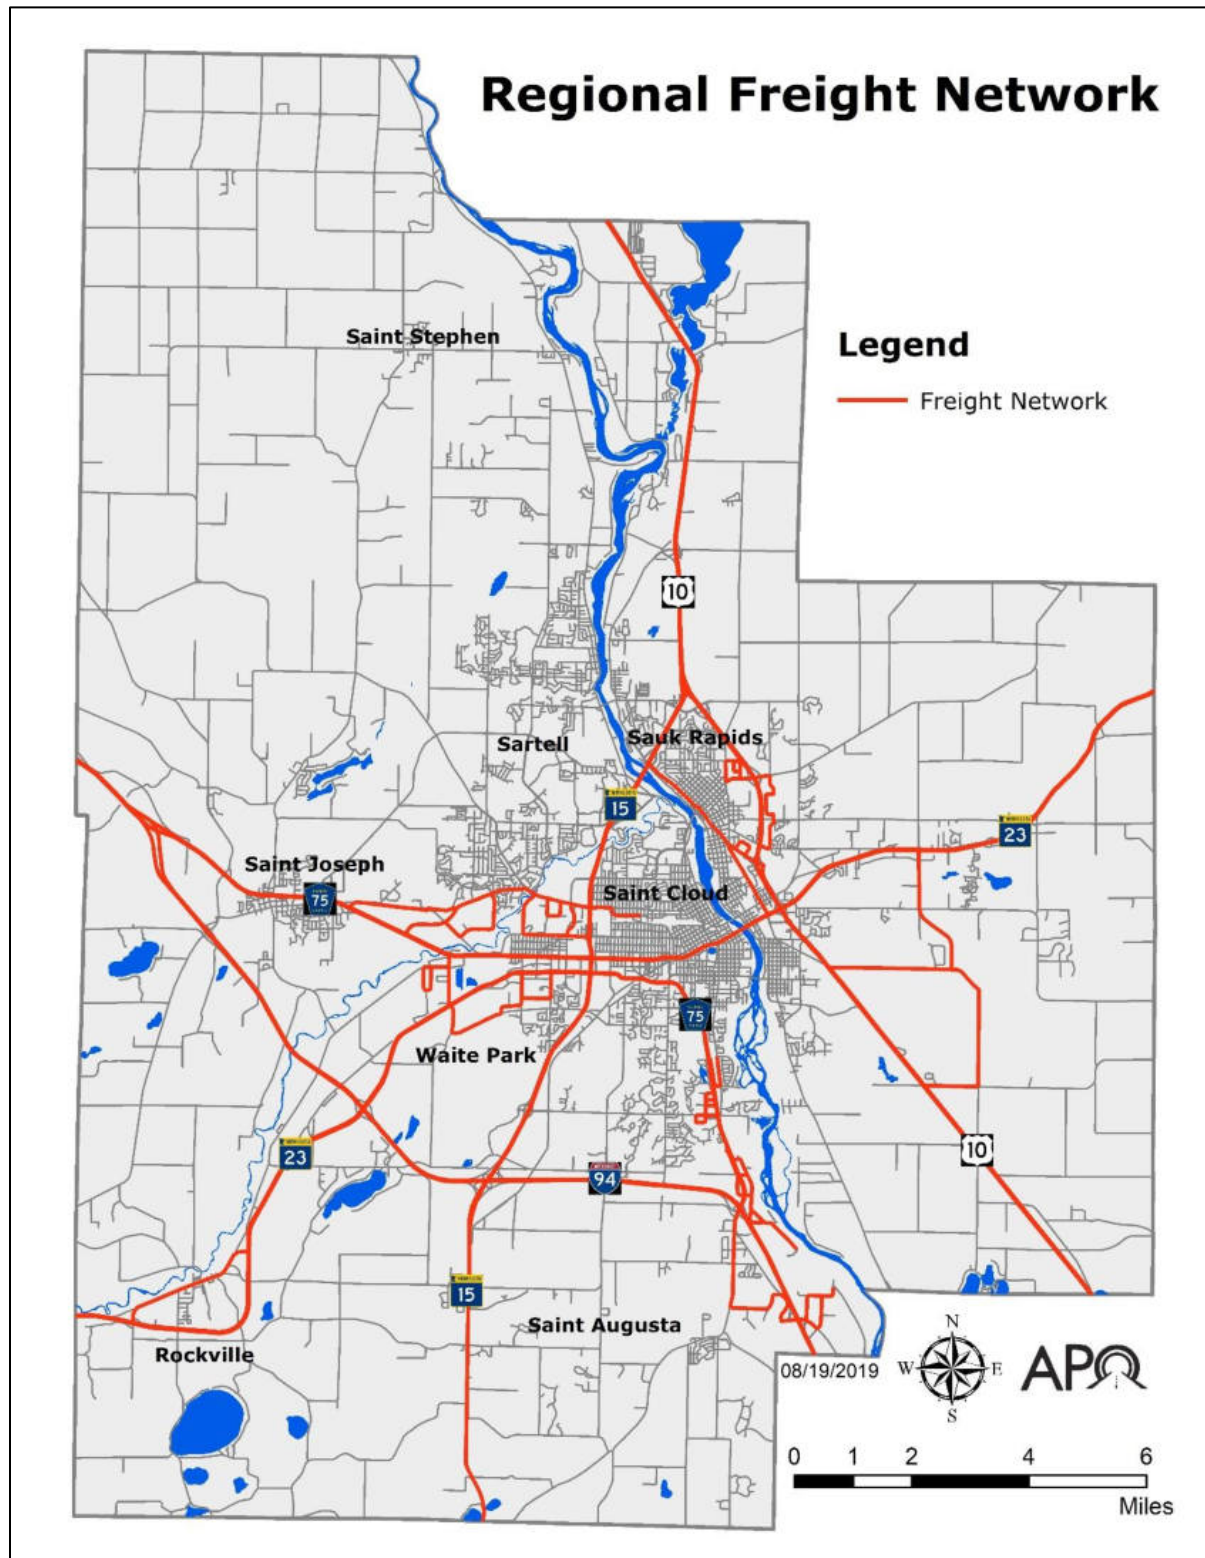 Regional Freight Network
Saint Stephen
Legend
Freight Network
10
Sartell
Sauk Rapids
15
23
Saint Joseph
75
Saint Cloud
75
Waite Park
23
10
94
15
Saint Augusta
Rockville
08/19/2019
N
W
E
S
APO
0 1 2 4 6
Miles